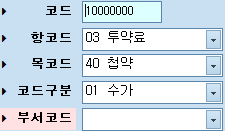 코드 10000000
항코드 03 투약료
목코드 40 첩약
코드구분 01 수가
부서코드